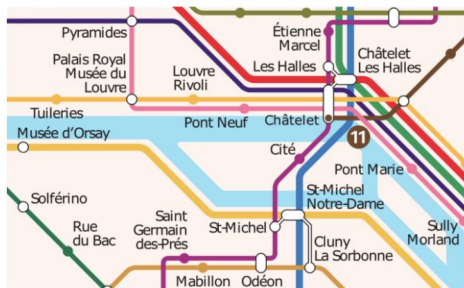 Pyramides
Étienne
Marcel
Palais Royal
Musée du
Louvre
Louvre
Rivoli
Les Halles
Châtelet
Les Halles
Tuileries
Pont Neuf
Châtelet
Musée d'Orsay
Cité
11
Pont Marie
Solférino
St-Michel
Notre-Dame
Rue
du Bac
Saint
Germain
des-Prés
St-Michel
Cluny
La Sorbonne
Sully
Morland
Mabillon
Odéon